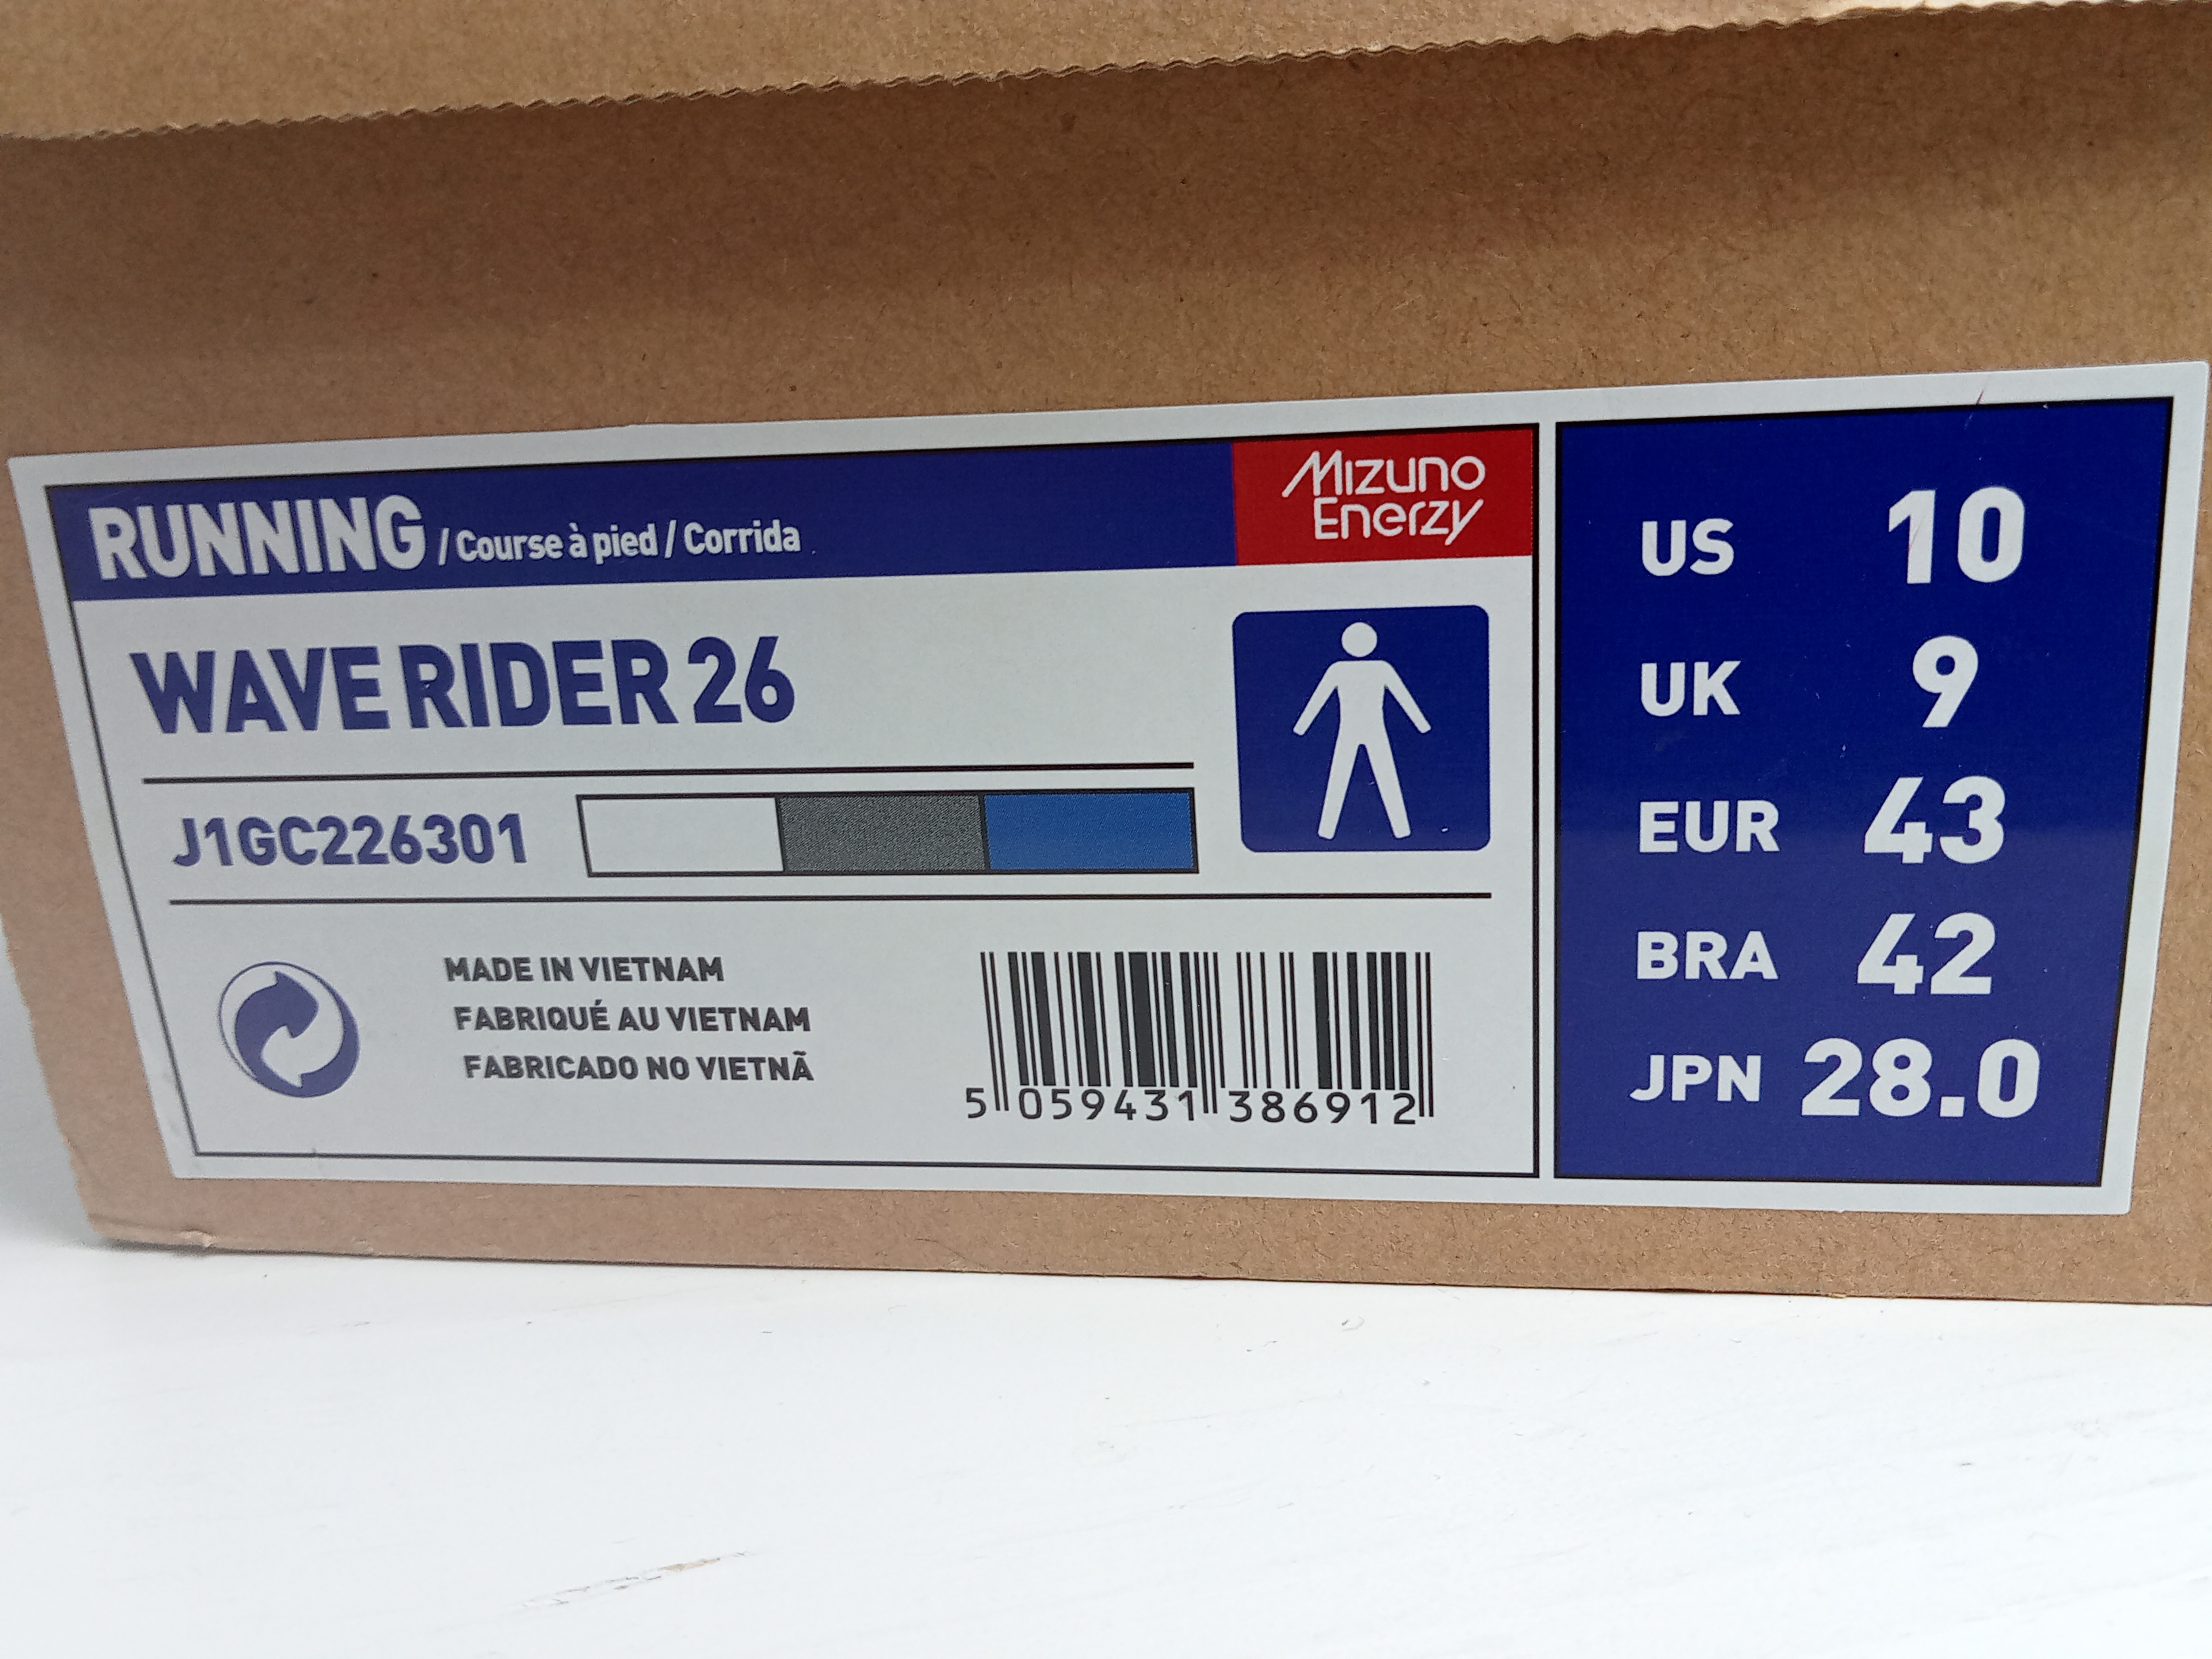 RUNNING / Course à pied / Corrida
Mizuno
Enerzy
WAVE RIDER 26
J1GC226301
MADE IN VIETNAM
FABRIQUÉ AU VIETNAM
FABRICADO NO VIETNÃ
5 059431 386912
US 10
UK 9
EUR 43
BRA 42
JPN 28.0